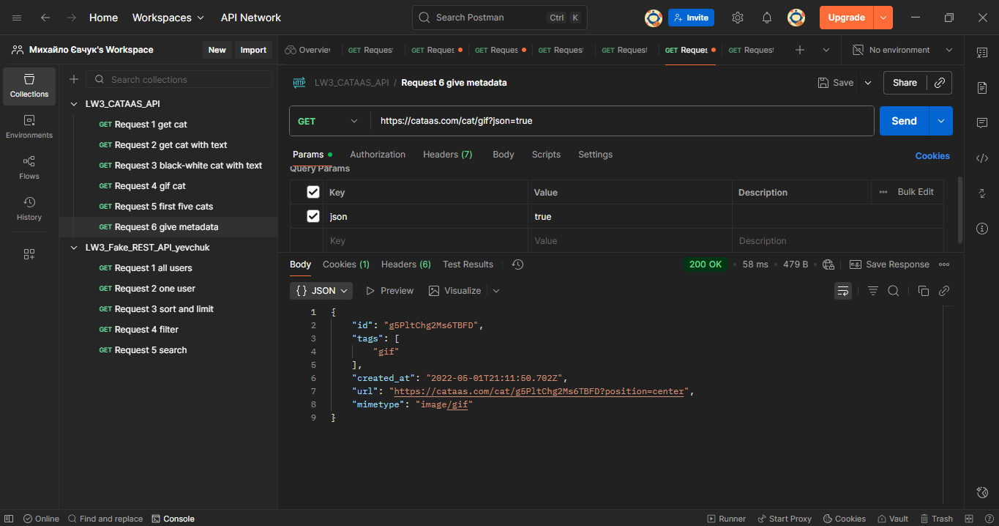 Home Workspaces API Network Search Postman Ctrl K Invite Upgrade
Михайло Євчук's Workspace New Import
Overview GET Request GET Reques GET Reques GET Request GET Request GET Reques GET Request No environment
Collections
Environments
Flows
History
Search collections
LW3_CATAAS_API
GET Request 1 get cat
GET Request 2 get cat with text
GET Request 3 black-white cat with text
GET Request 4 gif cat
GET Request 5 first five cats
GET Request 6 give metadata
LW3_Fake_REST_API_yevchuk
GET Request 1 all users
GET Request 2 one user
GET Request 3 sort and limit
GET Request 4 filter
GET Request 5 search
HTTP LW3_CATAAS_API / Request 6 give metadata Save Share
GET https://cataas.com/cat/gif?json=true Send
Params Authorization Headers (7) Body Scripts Settings Cookies
Query Params
Key Value Description Bulk Edit
json true
Key Value Description
Body Cookies (1) Headers (6) Test Results 200 OK 58 ms 479 B e.g. Save Response
{} JSON Preview Visualize
1 {
2 "id": "g5PltChg2Ms6TBFD",
3 "tags": [
4 "gif"
5 ],
6 "created_at": "2022-05-01T21:11:50.702Z",
7 "url": "https://cataas.com/cat/g5PltChg2Ms6TBFD?position=center",
8 "mimetype": "image/gif"
9 }
Online Find and replace Console Runner Start Proxy Cookies Vault Trash